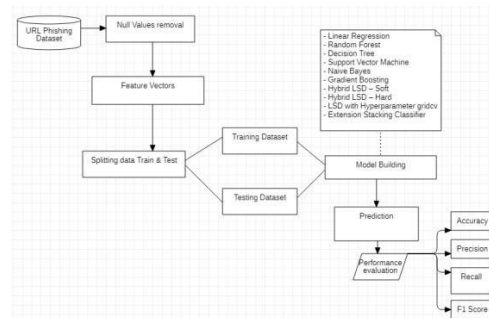 URL Phishing
Dataset
Null Values removal
Feature Vectors
Splitting data Train & Test
Training Dataset
Testing Dataset
- Linear Regression
- Random Forest
- Decision Tree
- Support Vector Machine
- Naive Bayes
- Gradient Boosting
- Hybrid LSD – Soft
- Hybrid LSD – Hard
- LSD with Hyperparameter gridcv
- Extension Stacking Classifier
Model Building
Prediction
Performance
evaluation
Accuracy
Precision
Recall
F1 Score